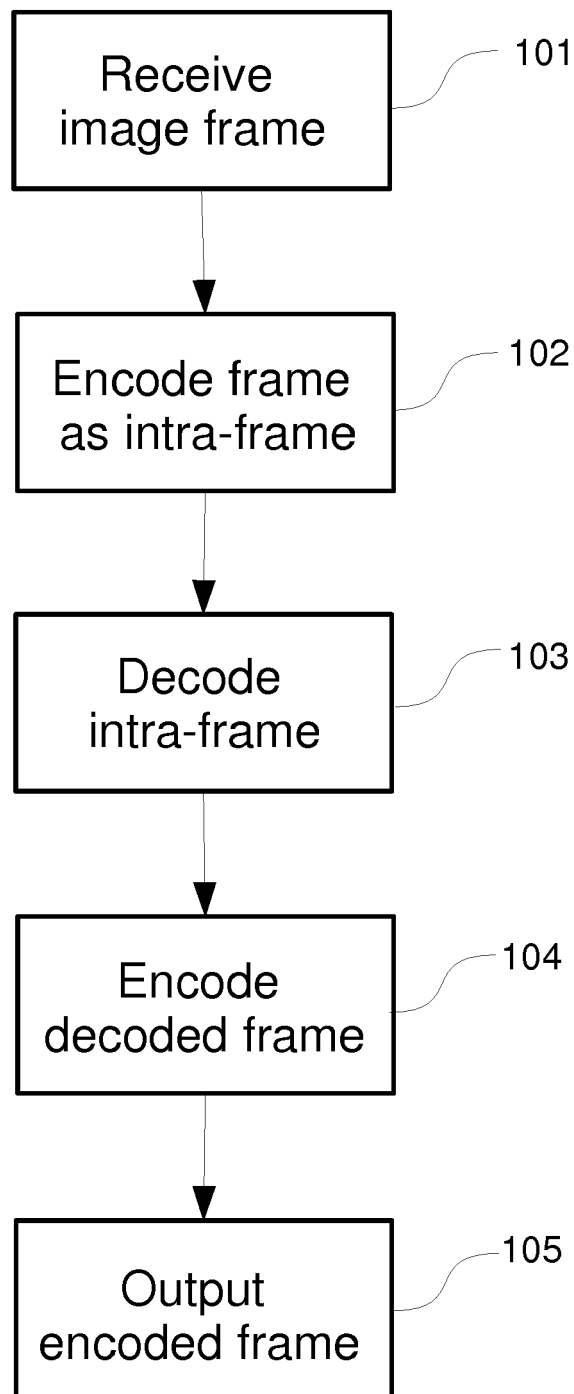 Receive
image frame
101
Encode frame
as intra-frame
102
Decode
intra-frame
103
Encode
decoded frame
104
Output
encoded frame
105